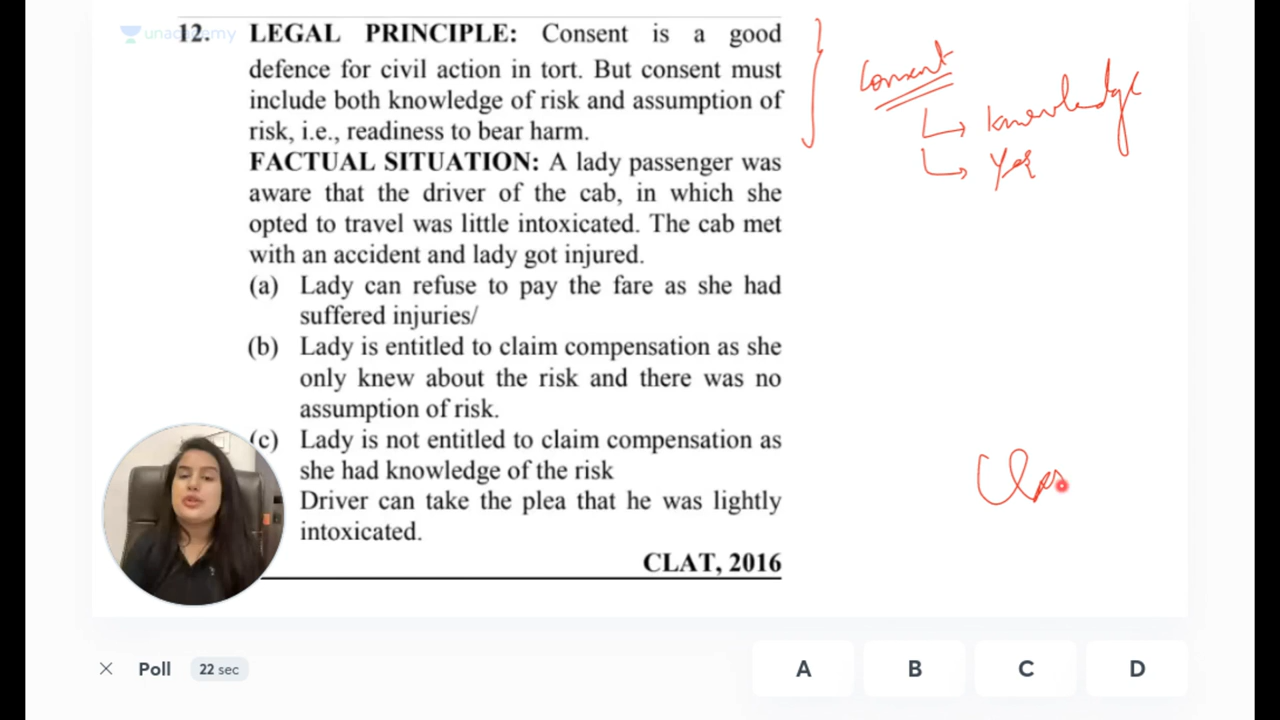 unacademy
12. LEGAL PRINCIPLE: Consent is a good
defence for civil action in tort. But consent must
include both knowledge of risk and assumption of
risk, i.e., readiness to bear harm.
FACTUAL SITUATION: A lady passenger was
aware that the driver of the cab, in which she
opted to travel was little intoxicated. The cab met
with an accident and lady got injured.
(a) Lady can refuse to pay the fare as she had
suffered injuries/
(b) Lady is entitled to claim compensation as she
only knew about the risk and there was no
assumption of risk.
(c) Lady is not entitled to claim compensation as
she had knowledge of the risk
Driver can take the plea that he was lightly
intoxicated.
CLAT, 2016
Consent
knowledge
Yes
Poll 22 sec
A B C D